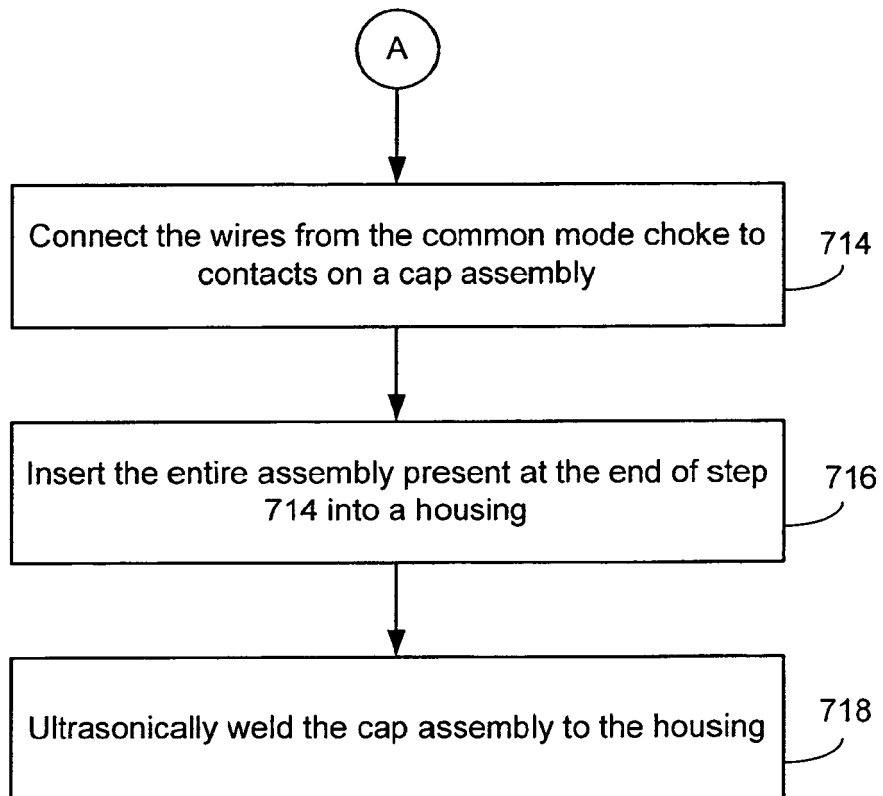 A
Connect the wires from the common mode choke to
contacts on a cap assembly
714
Insert the entire assembly present at the end of step
714 into a housing
716
Ultrasonically weld the cap assembly to the housing
718